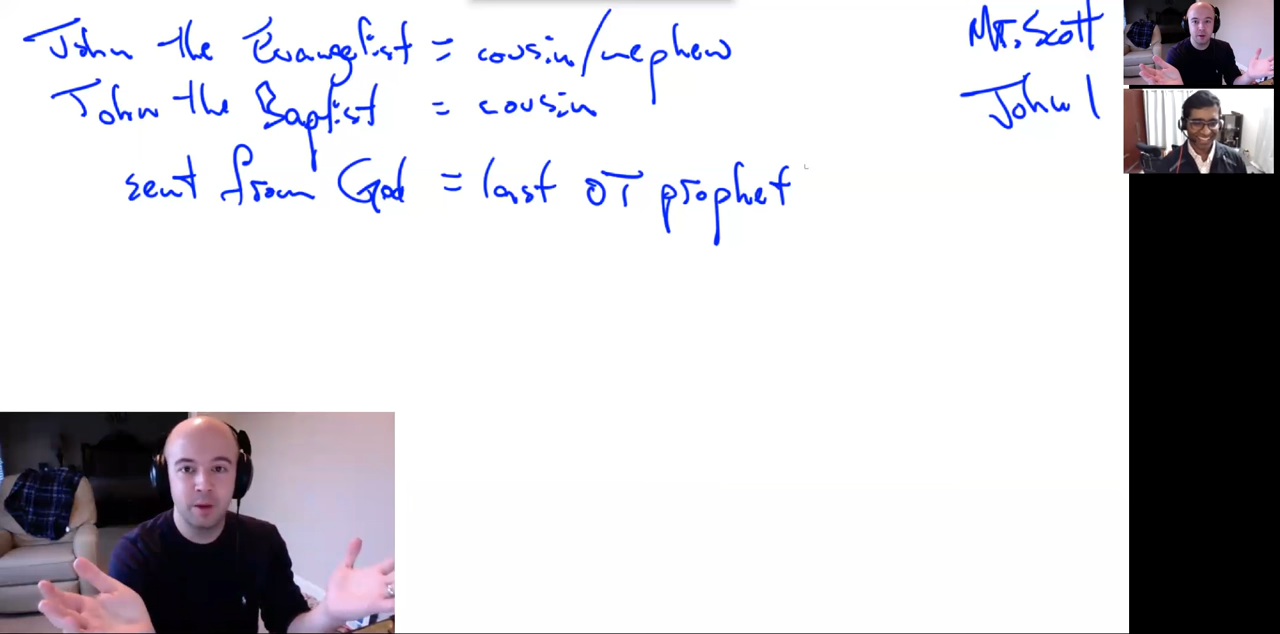 John the Evangelist = cousin/nephew
John the Baptist = cousin
sent from God = last OT prophet
Mr. Scott
John 1